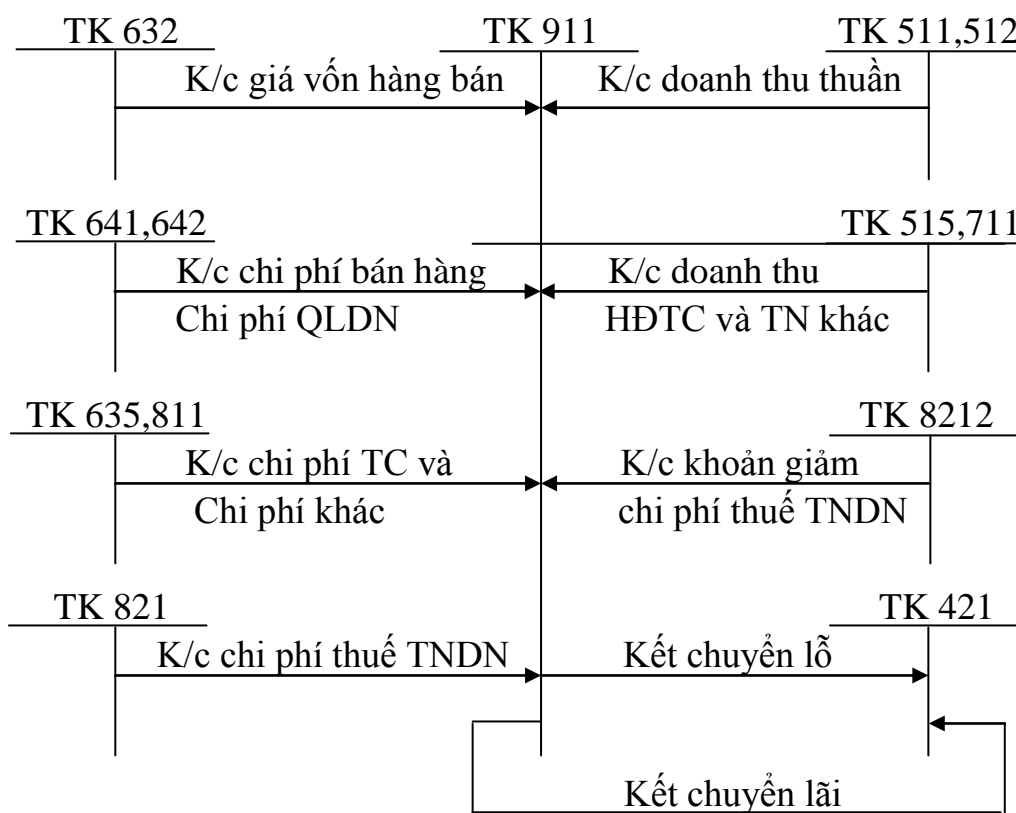 TK 632 TK 911 TK 511,512
K/c giá vốn hàng bán K/c doanh thu thuần
TK 641,642 TK 515,711
K/c chi phí bán hàng K/c doanh thu
Chi phí QLDN HĐTC và TN khác
TK 635,811 TK 8212
K/c chi phí TC và K/c khoản giảm
Chi phí khác chi phí thuế TNDN
TK 821 TK 421
K/c chi phí thuế TNDN Kết chuyển lỗ
Kết chuyển lãi